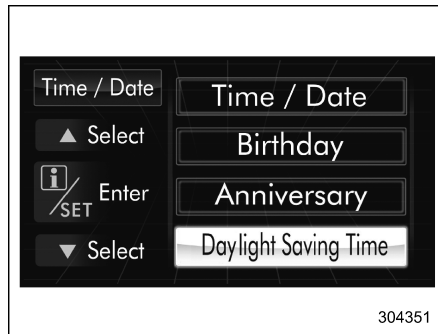 Time / Date
Time / Date
▲ Select
Birthday
i/SET Enter
Anniversary
▼ Select
Daylight Saving Time
304351